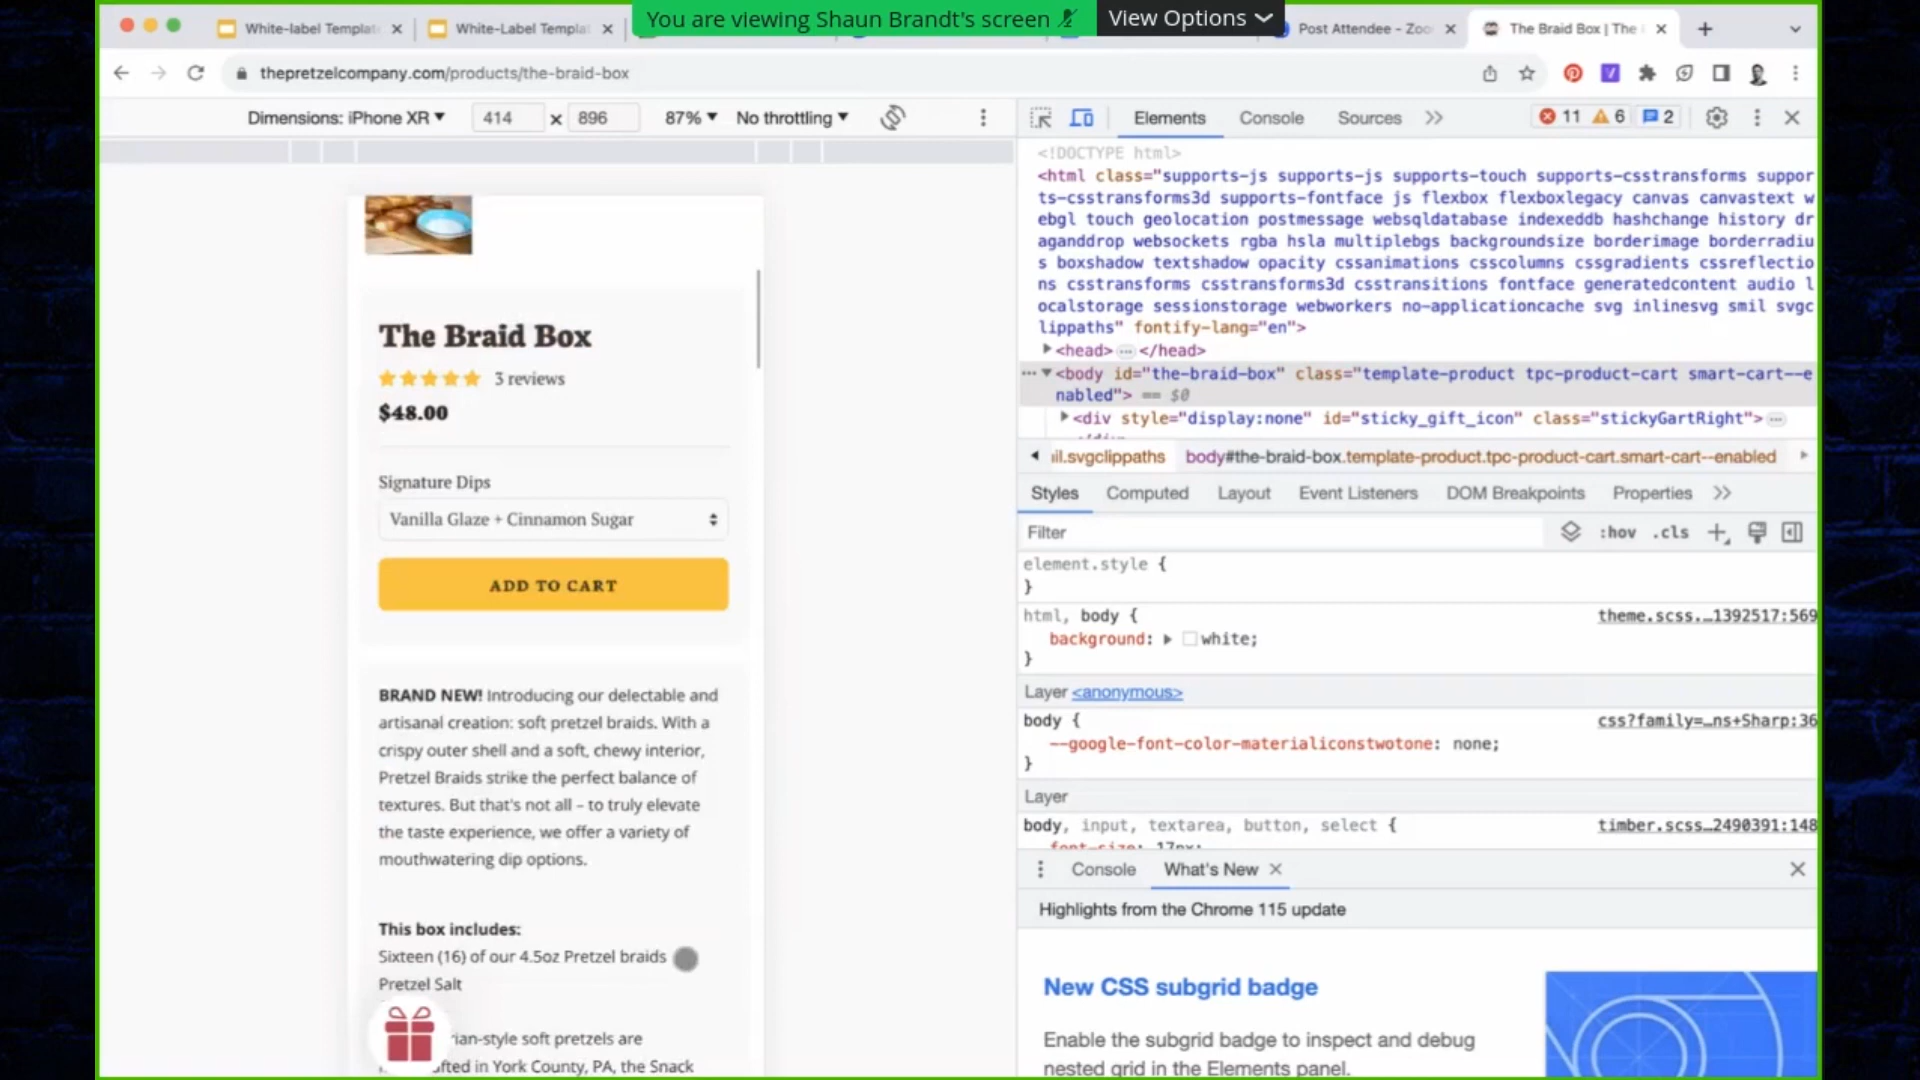 You are viewing Shaun Brandt's screen
View Options
White-label Templat
White-Label Templat
Post Attendee - Zoo
The Braid Box | The
thepretzelcompany.com/products/the-braid-box
Dimensions: iPhone XR
414 × 896
87%
No throttling
The Braid Box
3 reviews
$48.00
Signature Dips
Vanilla Glaze + Cinnamon Sugar
ADD TO CART
BRAND NEW! Introducing our delectable and
artisanal creation: soft pretzel braids. With a
crispy outer shell and a soft, chewy interior,
Pretzel Braids strike the perfect balance of
textures. But that's not all – to truly elevate
the taste experience, we offer a variety of
mouthwatering dip options.
This box includes:
Sixteen (16) of our 4.5oz Pretzel braids
Pretzel Salt
rian-style soft pretzels are
fted in York County, PA, the Snack
Elements
Console
Sources
11
6
2
<!DOCTYPE html>
<html class="supports-js supports-js supports-touch supports-csstransforms suppor
ts-csstransforms3d supports-fontface js flexbox flexboxlegacy canvas canvastext w
ebgl touch geolocation postmessage websqldatabase indexeddb hashchange history dr
aganddrop websockets rgba hsla multiplebgs backgroundsize borderimage borderradiu
s boxshadow textshadow opacity cssanimations csscolumns cssgradients cssreflectio
ns csstransforms csstransforms3d csstransitions fontface generatedcontent audio l
ocalstorage sessionstorage webworkers no-applicationcache svg inlinesvg smil svgc
lippaths" fontify-lang="en">
<head> … </head>
<body id="the-braid-box" class="template-product tpc-product-cart smart-cart--e
nabled"> == $0
<div style="display:none" id="sticky_gift_icon" class="stickyGartRight"> …
</div>
il.svgclippaths
body#the-braid-box.template-product.tpc-product-cart.smart-cart--enabled
Styles
Computed
Layout
Event Listeners
DOM Breakpoints
Properties
Filter
:hov
.cls
element.style {
}
html, body {
theme.scss.…1392517:569
background: white;
}
Layer <anonymous>
body {
css?family=…ns+Sharp:36
--google-font-color-materialiconstwotone: none;
}
Layer
body, input, textarea, button, select {
timber.scss…2490391:148
font-size: 17px;
Console
What's New
Highlights from the Chrome 115 update
New CSS subgrid badge
Enable the subgrid badge to inspect and debug
nested grid in the Elements panel.